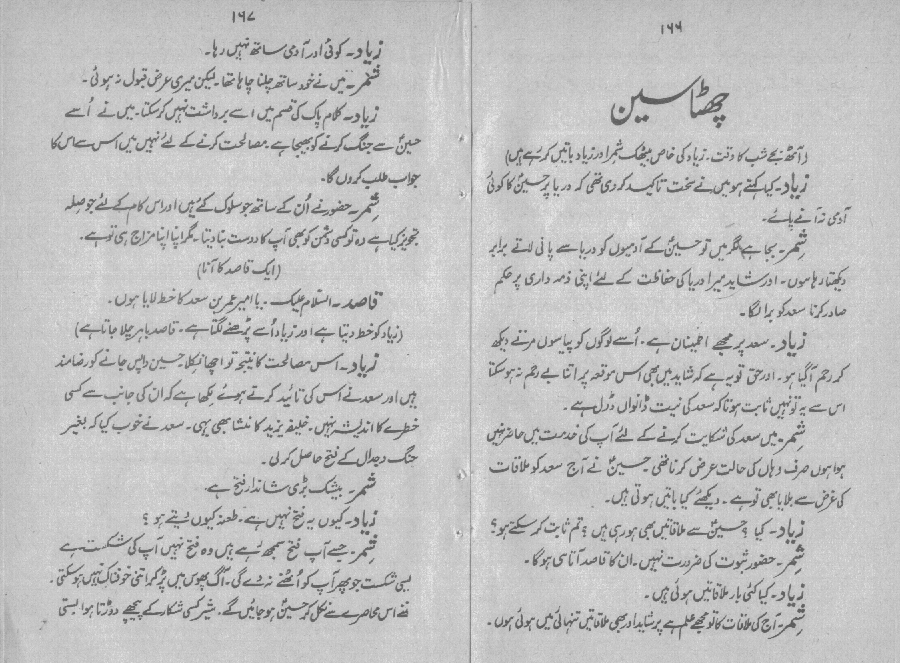 ۱۶۶
چھٹا سین
(آٹھ بجے شب کا وقت۔ زیاد کی خاص بیٹھک شمر اور زیاد باتیں کر رہے ہیں)
زیاد۔ کیا کہتے ہو میں نے سخت تاکید کر دی تھی کہ دریا پر حسینؑ کا کوئی
آدمی نہ آنے پائے۔
شمر۔ بجا ہے مگر میں تو حسینؑ کے آدمیوں کو دریا سے پانی لاتے برابر
دیکھتا رہا ہوں۔ اور شاید میرا دریا کی حفاظت کے لئے اپنی ذمہ داری پر حکم
صادر کرنا سعد کو برا لگا۔
زیاد۔ سعد پر مجھے اطمینان ہے۔ اُسے لوگوں کو پیاسوں مرتے دیکھ
کر رحم آگیا ہو۔ اور حق تو یہ ہے کہ شاید میں بھی اس موقعہ پر اتنا بے رحم نہ ہو سکتا
اس سے یہ تو نہیں ثابت ہوتا کہ سعد کی نیت ڈانواں ڈول ہے۔
شمر۔ میں سعد کی شکایت کرنے کے لئے آپ کی خدمت میں حاضر نہیں
ہوا ہوں صرف وہاں کی حالت عرض کرنا تھی حسینؑ نے آج سعد کو ملاقات
کی غرض سے بلایا بھی تو ہے۔ دیکھئے کیا باتیں ہوتی ہیں۔
زیاد۔ کیا؟ حسینؑ سے ملاقاتیں بھی ہو رہی ہیں؟ تم ثابت کر سکتے ہو؟
شمر۔ حضور ثبوت کی ضرورت نہیں۔ ان کا قاصد آتا ہی ہوگا۔
زیاد۔ کیا کئی بار ملاقاتیں ہوئی ہیں۔
شمر۔ آج کی ملاقات کا تو مجھے علم ہے پر شاید اور بھی ملاقاتیں تنہائی میں ہوئی ہوں۔
۱۶۷
زیاد۔ کوئی اور آدمی ساتھ نہیں رہا۔
شمر۔ میں نے خود ساتھ چلنا چاہا تھا۔ لیکن میری عرض قبول نہ ہوئی۔
زیاد۔ کلام پاک کی قسم میں اسے برداشت نہیں کر سکتا۔ میں نے اُسے
حسینؑ سے جنگ کرنے کو بھیجا ہے۔ مصالحت کرنے کے لئے نہیں میں اس سے اس کا
جواب طلب کروں گا۔
شمر۔ حضور نے اُن کے ساتھ جو سلوک کئے ہیں اور اس کام کے لئے جو صلہ
تجویز کیا ہے وہ تو کسی دشمن کو بھی آپ کا دوست بنا دیتا۔ مگر اپنا اپنا مزاج ہی تو ہے۔
(ایک قاصد کا آنا)
قاصد۔ السلام علیک۔ یا امیر عمر بن سعد کا خط لایا ہوں۔
(زیاد کو خط دیتا ہے اور زیاد اُسے پڑھنے لگتا ہے۔ قاصد باہر چلا جاتا ہے)
زیاد۔ اس مصالحت کا نتیجہ تو اچھا نکلا حسین واپس جانے کو رضامند
ہیں اور سعد نے اس کی تائید کرتے ہوئے لکھا ہے کہ ان کی جانب سے کسی
خطرے کا اندیشہ نہیں۔ خلیفہ یزید کا منشا بھی یہی۔ سعد نے خوب کیا کہ بغیر
جنگ و جدال کے فتح حاصل کر لی۔
شمر۔ بیشک بڑی شاندار فتح ہے
زیاد۔ کیوں یہ فتح نہیں ہے۔ طعنہ کیوں دیتے ہو؟
شمر۔ جسے آپ فتح سمجھ رہے ہیں وہ فتح نہیں آپ کی شکست ہے
ایسی شکست جو پھر آپ کو اُٹھنے نہ دے گی۔ آگ پھوس میں پڑ کر اتنی خوفناک نہیں ہو سکتی۔
جتنے اس محاصرے سے نکل کر حسینؑ ہو جائیں گے۔ شیر کسی شکار کے پیچھے دوڑتا ہوا بستی